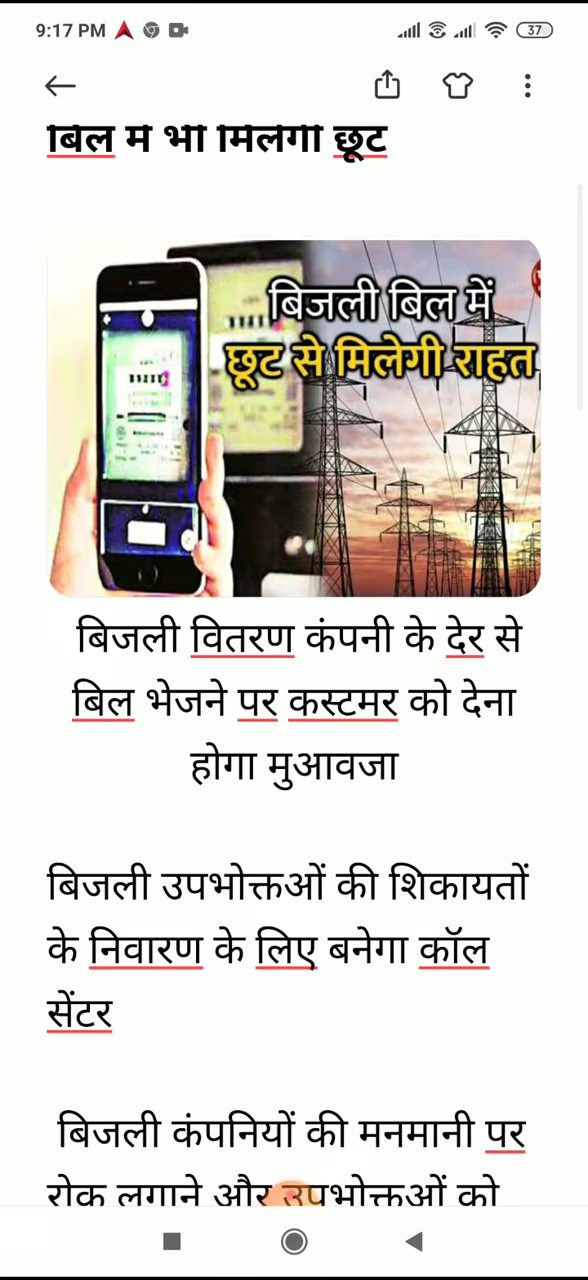 9:17 PM
37
बिल में भी मिलेगी छूट
बिजली बिल में
छूट से मिलेगी राहत
बिजली वितरण कंपनी के देर से
बिल भेजने पर कस्टमर को देना
होगा मुआवजा
बिजली उपभोक्तओं की शिकायतों
के निवारण के लिए बनेगा कॉल
सेंटर
बिजली कंपनियों की मनमानी पर
रोक लगाने और उपभोक्तओं को